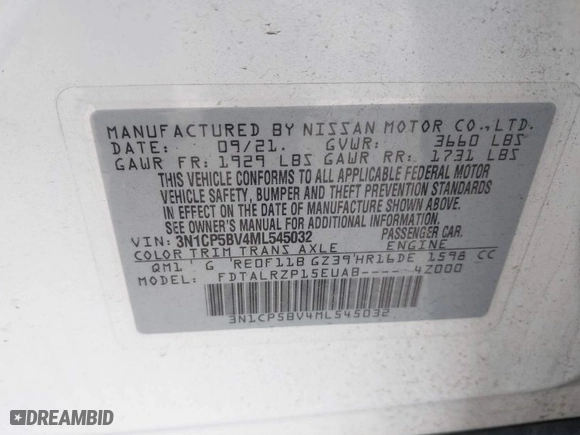 MANUFACTURED BY NISSAN MOTOR CO.,LTD.
DATE: 09/21. GVWR: 3660 LBS
GAWR FR: 1929 LBS GAWR RR: 1731 LBS
THIS VEHICLE CONFORMS TO ALL APPLICABLE FEDERAL MOTOR
VEHICLE SAFETY, BUMPER AND THEFT PREVENTION STANDARDS
IN EFFECT ON THE DATE OF MANUFACTURE SHOWN ABOVE.
SEE OWNER'S MANUAL FOR ADDITIONAL INFORMATION.
VIN: 3N1CP5BV4ML545032 PASSENGER CAR.
COLOR TRIM TRANS AXLE ENGINE
QM1 G RE0F11B GZ39 HR16DE 1598 CC
MODEL: FDTALRZP15EUAB---- 4Z000
3N1CP5BV4ML545032
DREAMBID